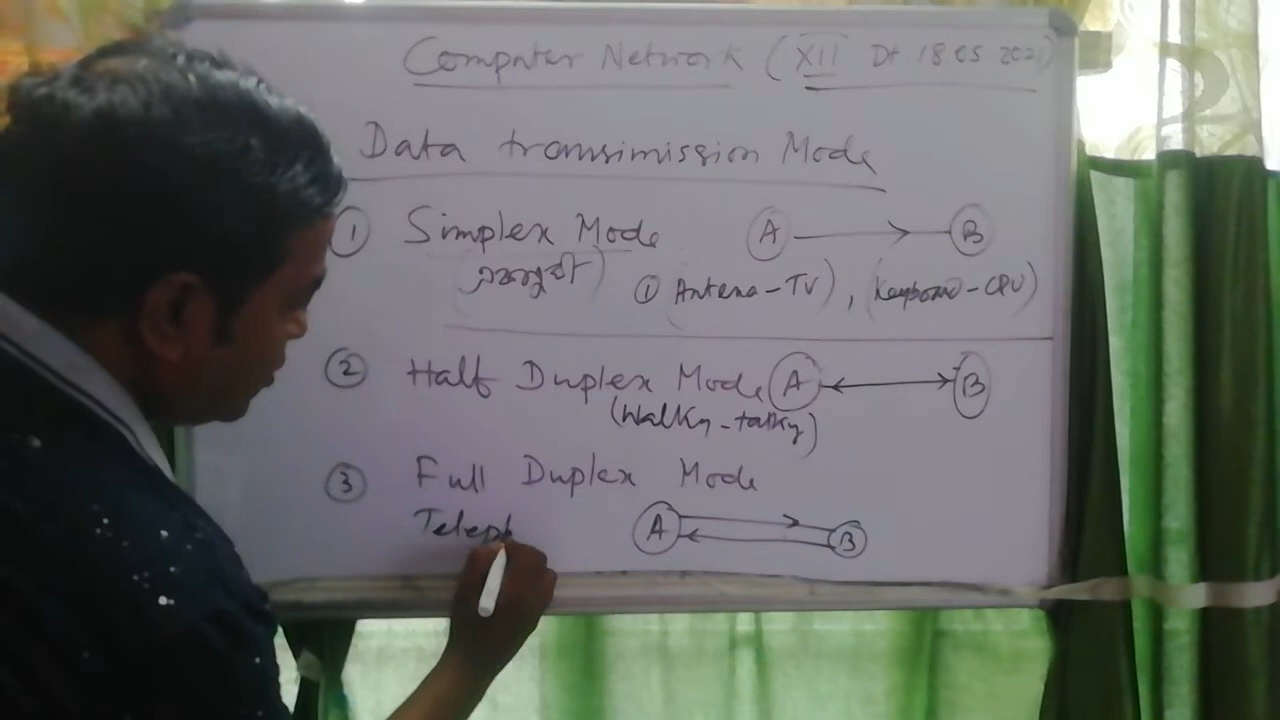 Computer Network (XII Dt 18 05 2021)
Data transimission Mode
① Simplex Mode A B
① (Antena-TV), (Keyboard-CPU)
② Half Duplex Mode A B
(Walky-talky)
③ Full Duplex Mode
Teleph A B